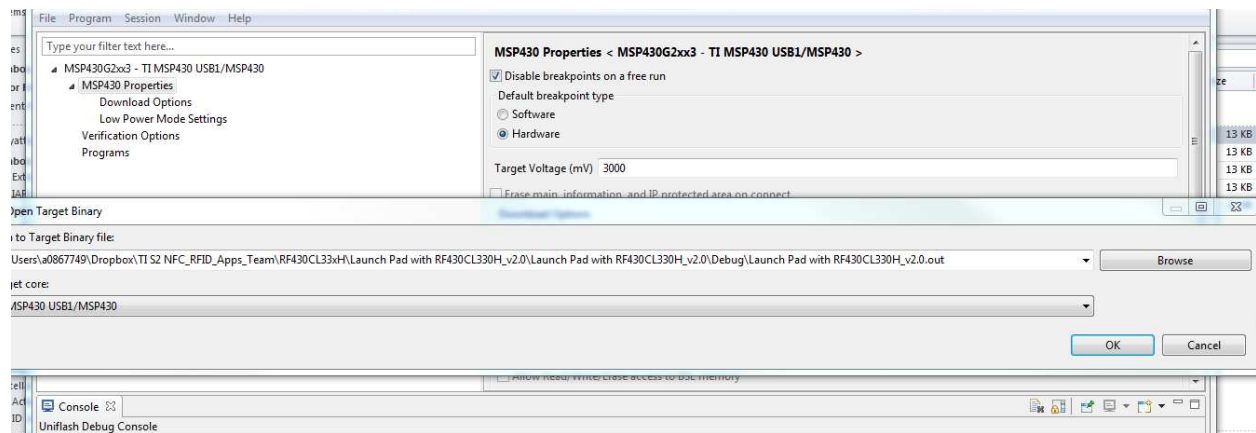 File Program Session Window Help
Type your filter text here...
MSP430G2xx3 - TI MSP430 USB1/MSP430
MSP430 Properties
Download Options
Low Power Mode Settings
Verification Options
Programs
MSP430 Properties < MSP430G2xx3 - TI MSP430 USB1/MSP430 >
Disable breakpoints on a free run
Default breakpoint type
Software
Hardware
Target Voltage (mV) 3000
Erase main, information, and IP protected area on connect
13 KB
13 KB
13 KB
13 KB
Open Target Binary
to Target Binary file:
Users\a0867749\Dropbox\TI S2 NFC_RFID_Apps_Team\RF430CL33xH\Launch Pad with RF430CL330H_v2.0\Launch Pad with RF430CL330H_v2.0\Debug\Launch Pad with RF430CL330H_v2.0.out
Browse
get core:
MSP430 USB1/MSP430
OK Cancel
Allow Read/Write/Erase access to BSL memory
Console
Uniflash Debug Console